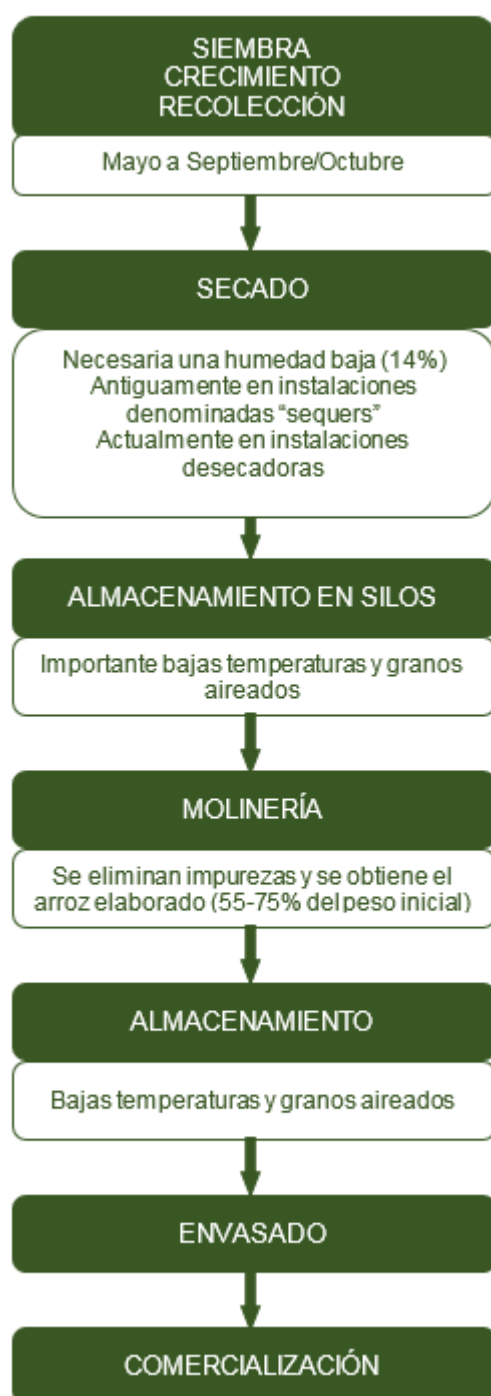 SIEMBRA
CRECIMIENTO
RECOLECCIÓN
Mayo a Septiembre/Octubre
SECADO
Necesaria una humedad baja (14%)
Antiguamente en instalaciones
denominadas “sequers”
Actualmente en instalaciones
desecadoras
ALMACENAMIENTO EN SILOS
Importante bajas temperaturas y granos
aireados
MOLINERÍA
Se eliminan impurezas y se obtiene el
arroz elaborado (55-75% del peso inicial)
ALMACENAMIENTO
Bajas temperaturas y granos aireados
ENVASADO
COMERCIALIZACIÓN